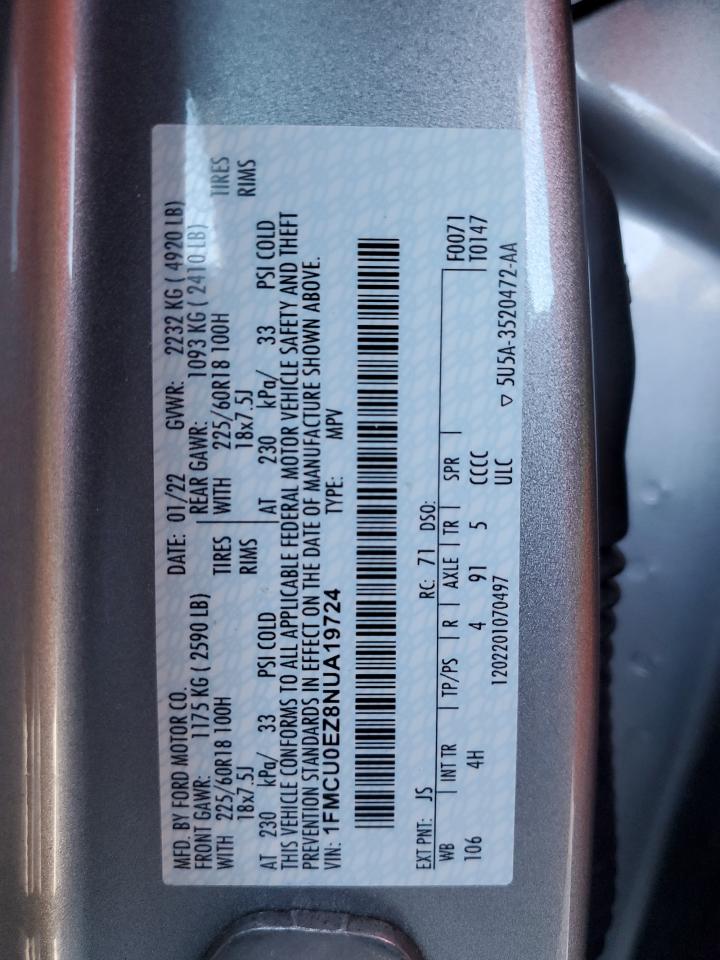 MFD. BY FORD MOTOR CO. DATE: 01/22 GVWR: 2232 KG ( 4920 LB)
FRONT GAWR: 1175 KG ( 2590 LB) REAR GAWR: 1093 KG ( 2410 LB)
WITH 225/60R18 100H TIRES WITH 225/60R18 100H TIRES
18x7.5J RIMS 18x7.5J RIMS
AT 230 kPa/ 33 PSI COLD AT 230 kPa/ 33 PSI COLD
THIS VEHICLE CONFORMS TO ALL APPLICABLE FEDERAL MOTOR VEHICLE SAFETY AND THEFT
PREVENTION STANDARDS IN EFFECT ON THE DATE OF MANUFACTURE SHOWN ABOVE.
VIN: 1FMCU0EZ8NUA19724 TYPE: MPV
EXT PNT: JS RC: 71 DSO:
WB INT TR TP/PS R AXLE TR SPR F0071
106 4H 4 91 5 CCCC T0147
1202201070497 ULC ▽ 5U5A-3520472-AA